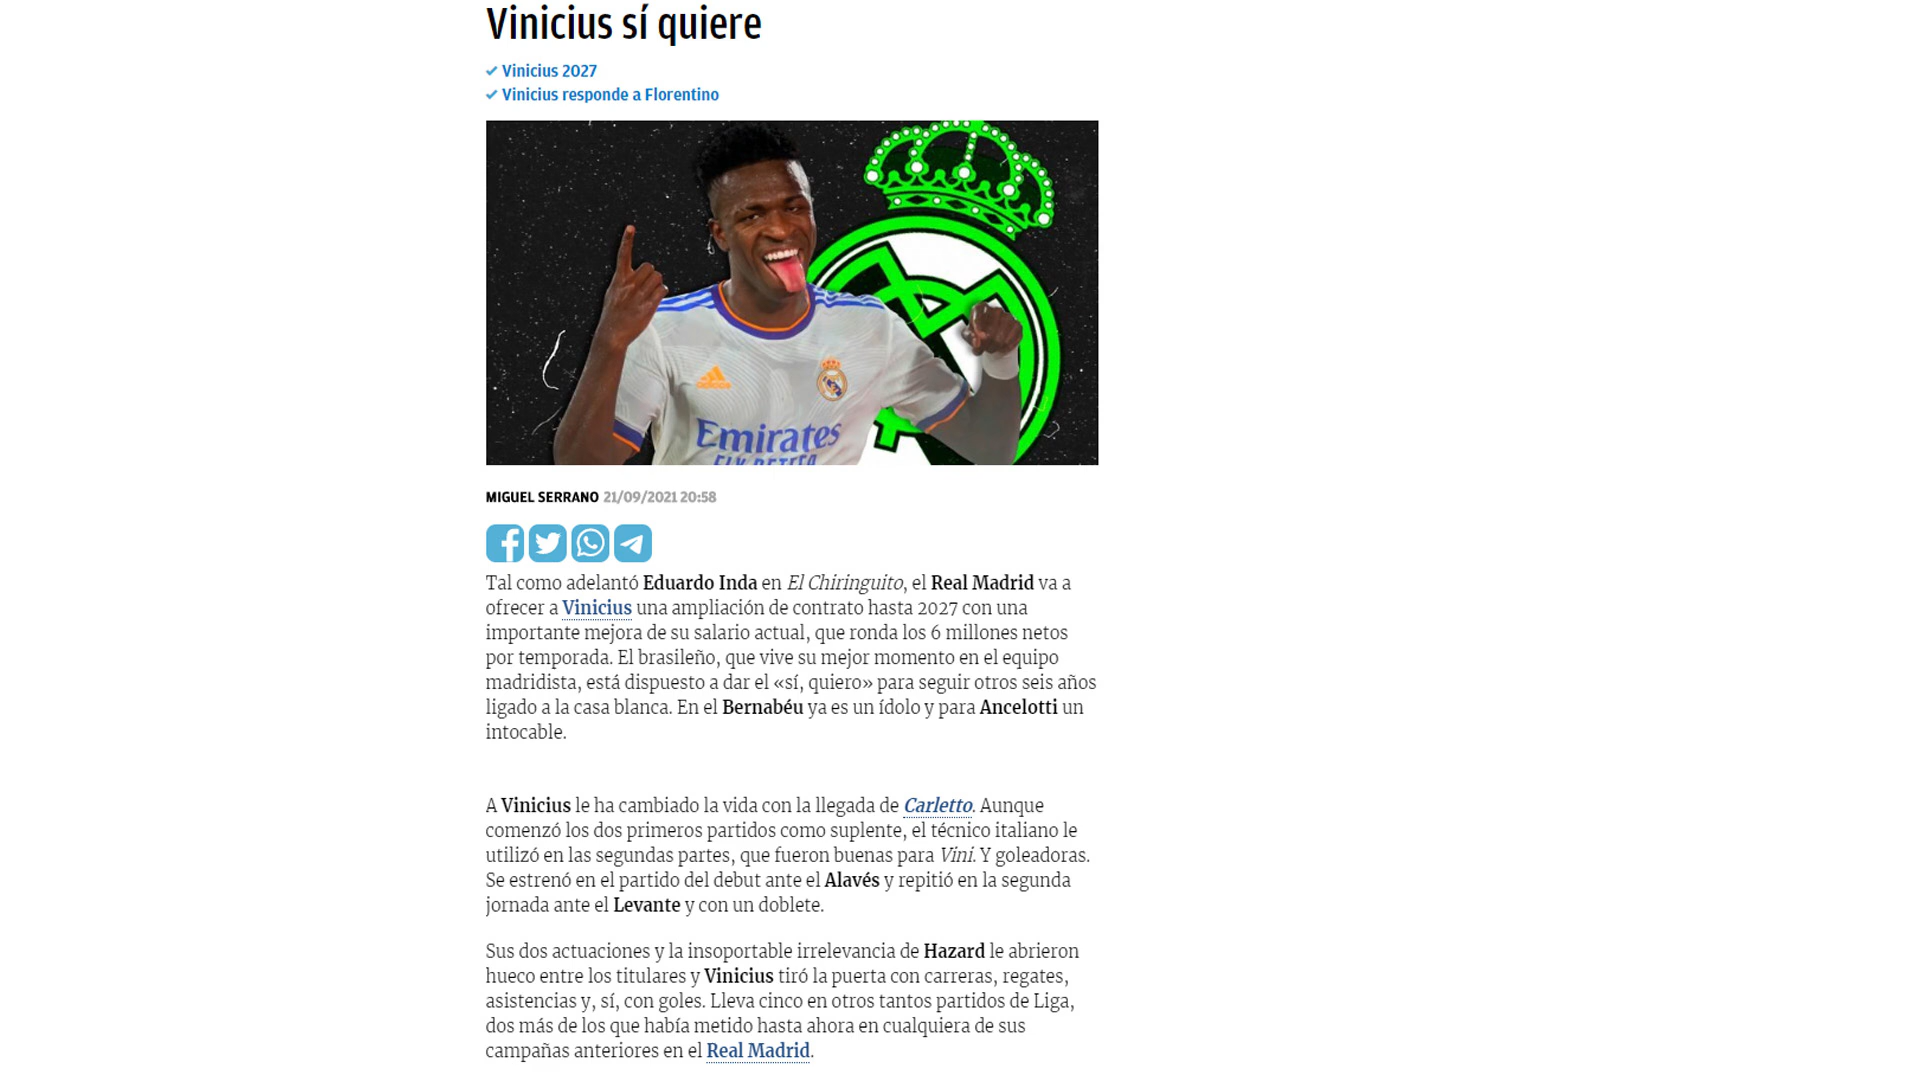 Vinicius sí quiere
Vinicius 2027
Vinicius responde a Florentino
Emirates
MIGUEL SERRANO 21/09/2021 20:58
Tal como adelantó Eduardo Inda en El Chiringuito, el Real Madrid va a
ofrecer a Vinicius una ampliación de contrato hasta 2027 con una
importante mejora de su salario actual, que ronda los 6 millones netos
por temporada. El brasileño, que vive su mejor momento en el equipo
madridista, está dispuesto a dar el «sí, quiero» para seguir otros seis años
ligado a la casa blanca. En el Bernabéu ya es un ídolo y para Ancelotti un
intocable.
A Vinicius le ha cambiado la vida con la llegada de Carletto. Aunque
comenzó los dos primeros partidos como suplente, el técnico italiano le
utilizó en las segundas partes, que fueron buenas para Vini. Y goleadoras.
Se estrenó en el partido del debut ante el Alavés y repitió en la segunda
jornada ante el Levante y con un doblete.
Sus dos actuaciones y la insoportable irrelevancia de Hazard le abrieron
hueco entre los titulares y Vinicius tiró la puerta con carreras, regates,
asistencias y, sí, con goles. Lleva cinco en otros tantos partidos de Liga,
dos más de los que había metido hasta ahora en cualquiera de sus
campañas anteriores en el Real Madrid.